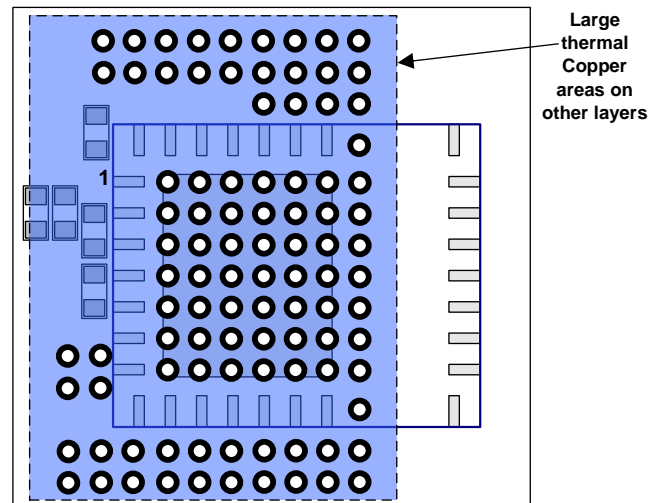 Large
thermal
Copper
areas on
other layers
1